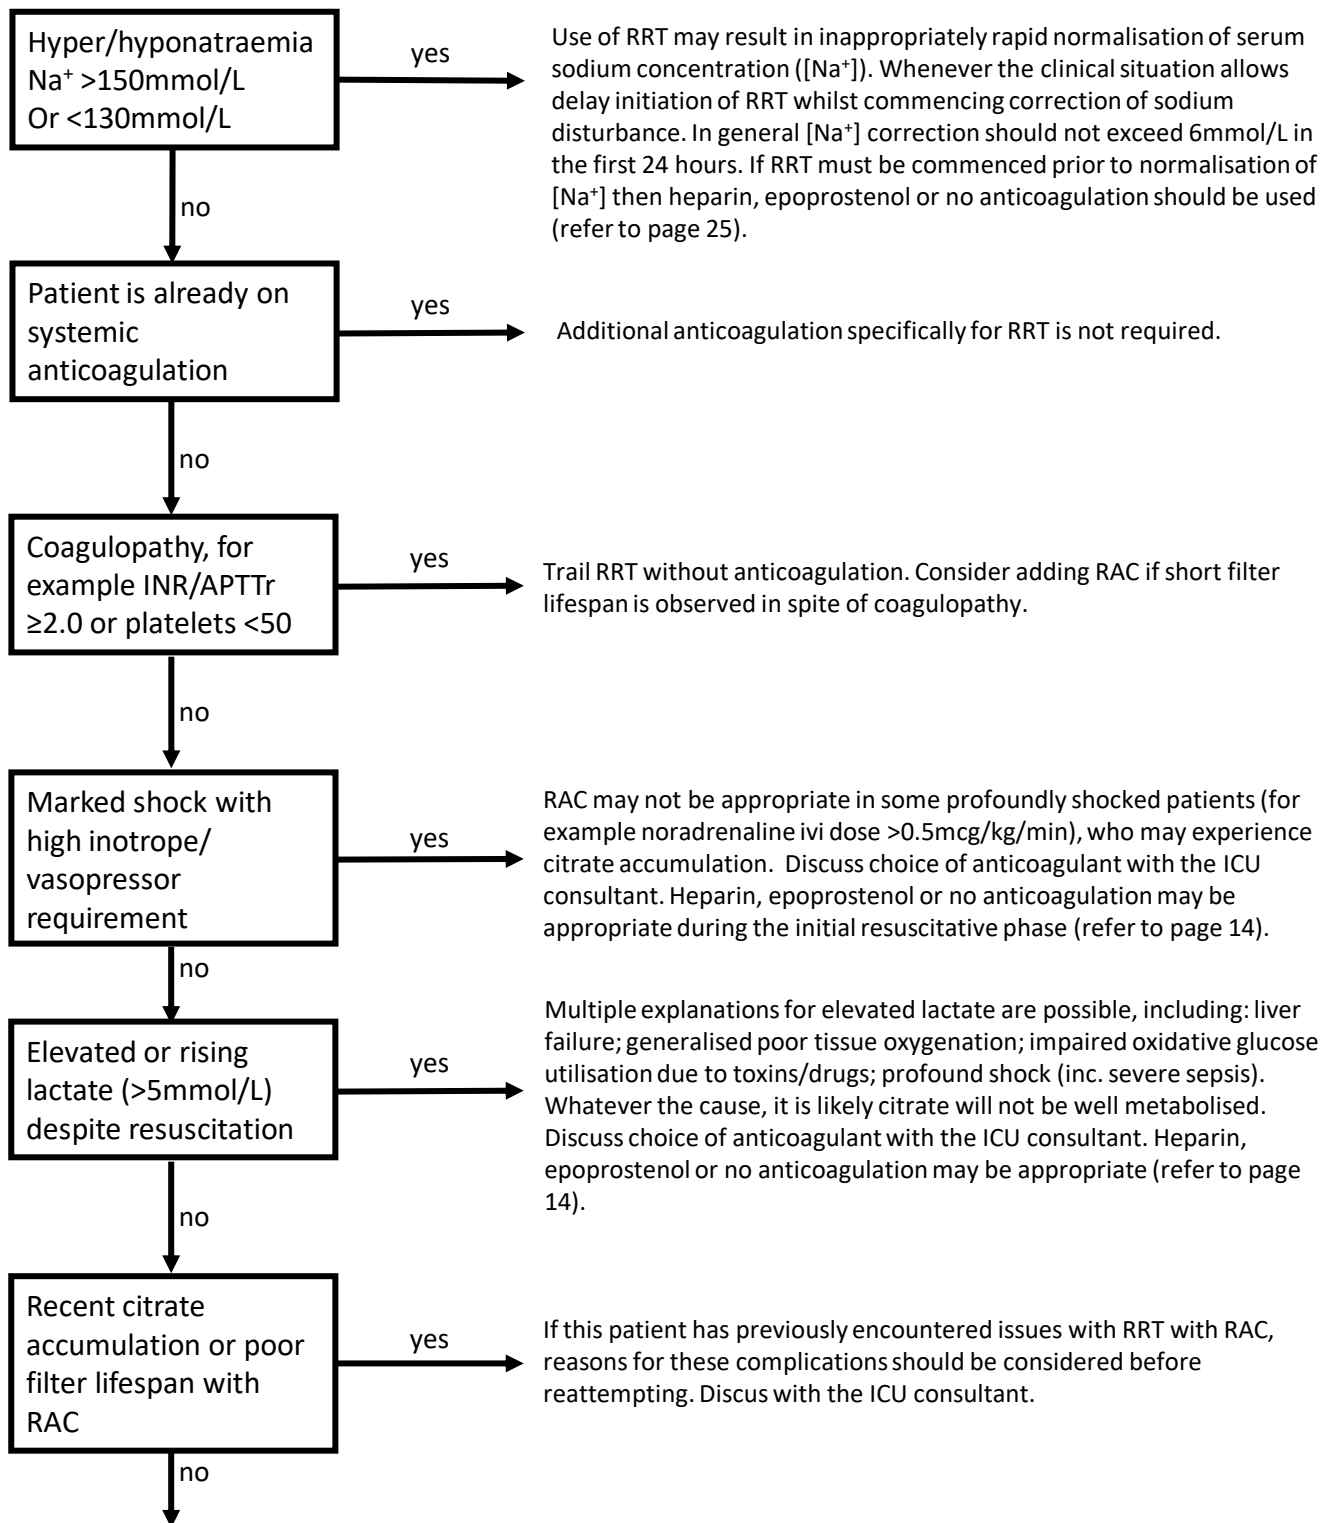 Hyper/hyponatraemia
Na⁺ >150mmol/L
Or <130mmol/L
yes
Use of RRT may result in inappropriately rapid normalisation of serum
sodium concentration ([Na⁺]). Whenever the clinical situation allows
delay initiation of RRT whilst commencing correction of sodium
disturbance. In general [Na⁺] correction should not exceed 6mmol/L in
the first 24 hours. If RRT must be commenced prior to normalisation of
[Na⁺] then heparin, epoprostenol or no anticoagulation should be used
(refer to page 25).
no
Patient is already on
systemic
anticoagulation
yes
Additional anticoagulation specifically for RRT is not required.
no
Coagulopathy, for
example INR/APTTr
≥2.0 or platelets <50
yes
Trail RRT without anticoagulation. Consider adding RAC if short filter
lifespan is observed in spite of coagulopathy.
no
Marked shock with
high inotrope/
vasopressor
requirement
yes
RAC may not be appropriate in some profoundly shocked patients (for
example noradrenaline ivi dose >0.5mcg/kg/min), who may experience
citrate accumulation.  Discuss choice of anticoagulant with the ICU
consultant. Heparin, epoprostenol or no anticoagulation may be
appropriate during the initial resuscitative phase (refer to page 14).
no
Elevated or rising
lactate (>5mmol/L)
despite resuscitation
yes
Multiple explanations for elevated lactate are possible, including: liver
failure; generalised poor tissue oxygenation; impaired oxidative glucose
utilisation due to toxins/drugs; profound shock (inc. severe sepsis).
Whatever the cause, it is likely citrate will not be well metabolised.
Discuss choice of anticoagulant with the ICU consultant. Heparin,
epoprostenol or no anticoagulation may be appropriate (refer to page
14).
no
Recent citrate
accumulation or poor
filter lifespan with
RAC
yes
If this patient has previously encountered issues with RRT with RAC,
reasons for these complications should be considered before
reattempting. Discus with the ICU consultant.
no